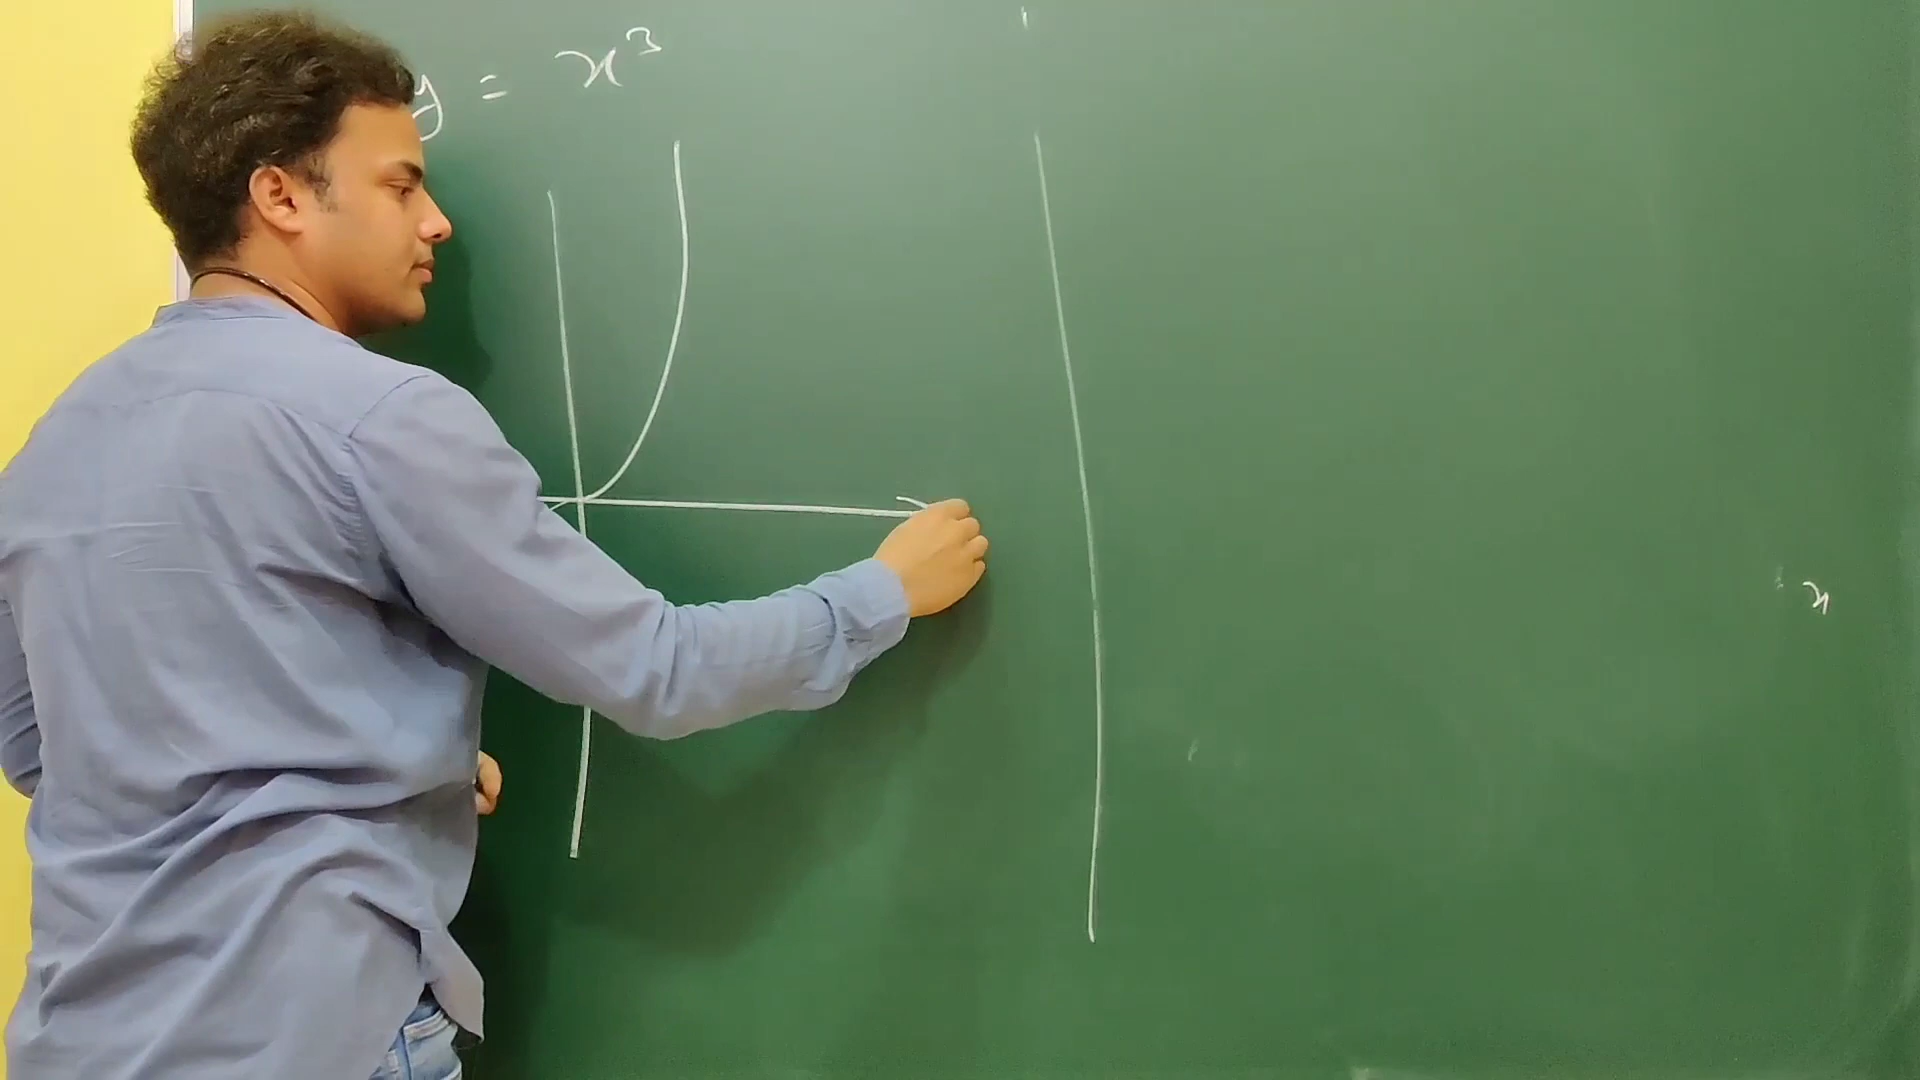 y = x³
x